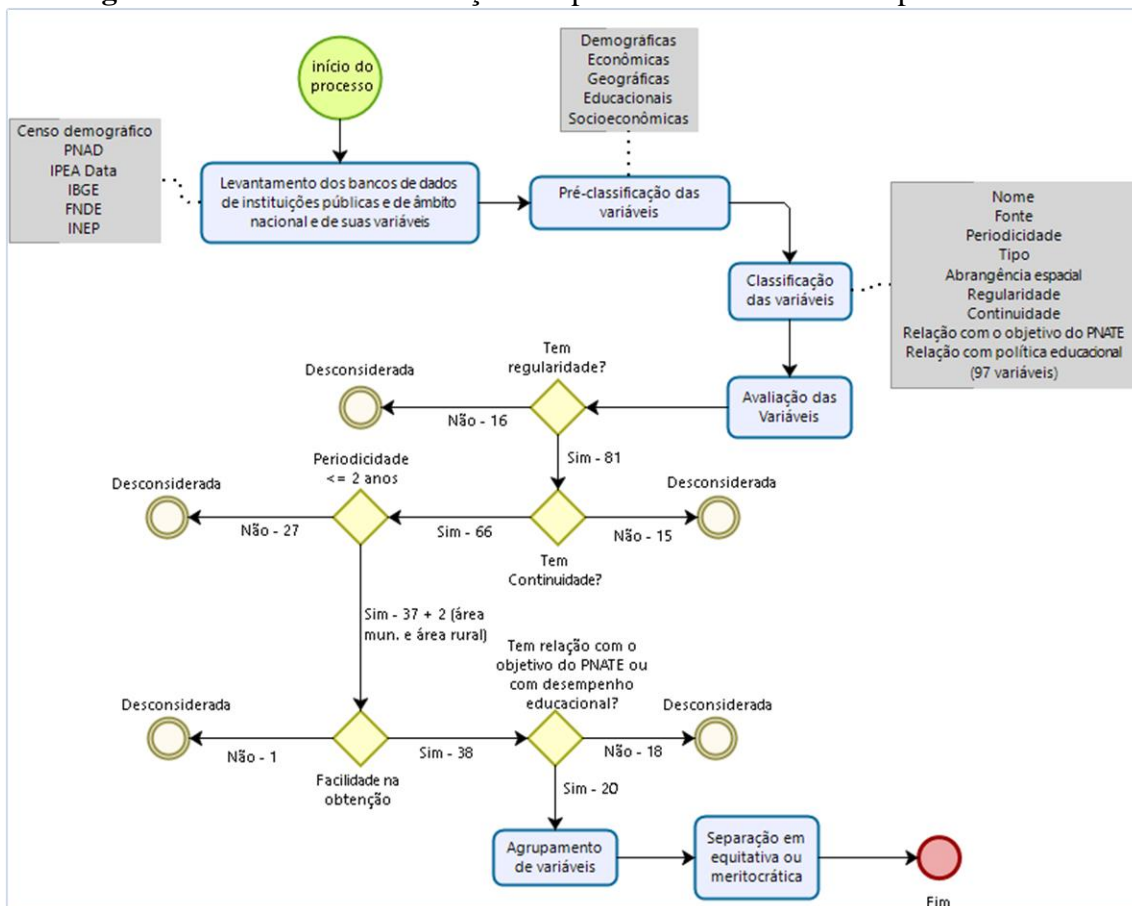 início do
processo
Demográficas
Econômicas
Geográficas
Educacionais
Socioeconômicas
Censo demográfico
PNAD
IPEA Data
IBGE
FNDE
INEP
Levantamento dos bancos de dados
de instituições públicas e de âmbito
nacional e de suas variáveis
Pré-classificação das
variáveis
Nome
Fonte
Periodicidade
Tipo
Abrangência espacial
Regularidade
Continuidade
Relação com o objetivo do PNATE
Relação com política educacional
(97 variáveis)
Classificação
das variáveis
Avaliação das
Variáveis
Tem
regularidade?
Desconsiderada
Não - 16
Sim - 81
Periodicidade
<= 2 anos
Desconsiderada
Desconsiderada
Não - 27
Sim - 66
Não - 15
Tem
Continuidade?
Sim - 37 + 2 (área
mun. e área rural)
Tem relação com o
objetivo do PNATE ou
com desempenho
educacional?
Desconsiderada
Desconsiderada
Não - 1
Sim - 38
Não - 18
Facilidade na
obtenção
Sim - 20
Agrupamento
de variáveis
Separação em
equitativa ou
meritocrática
Fim